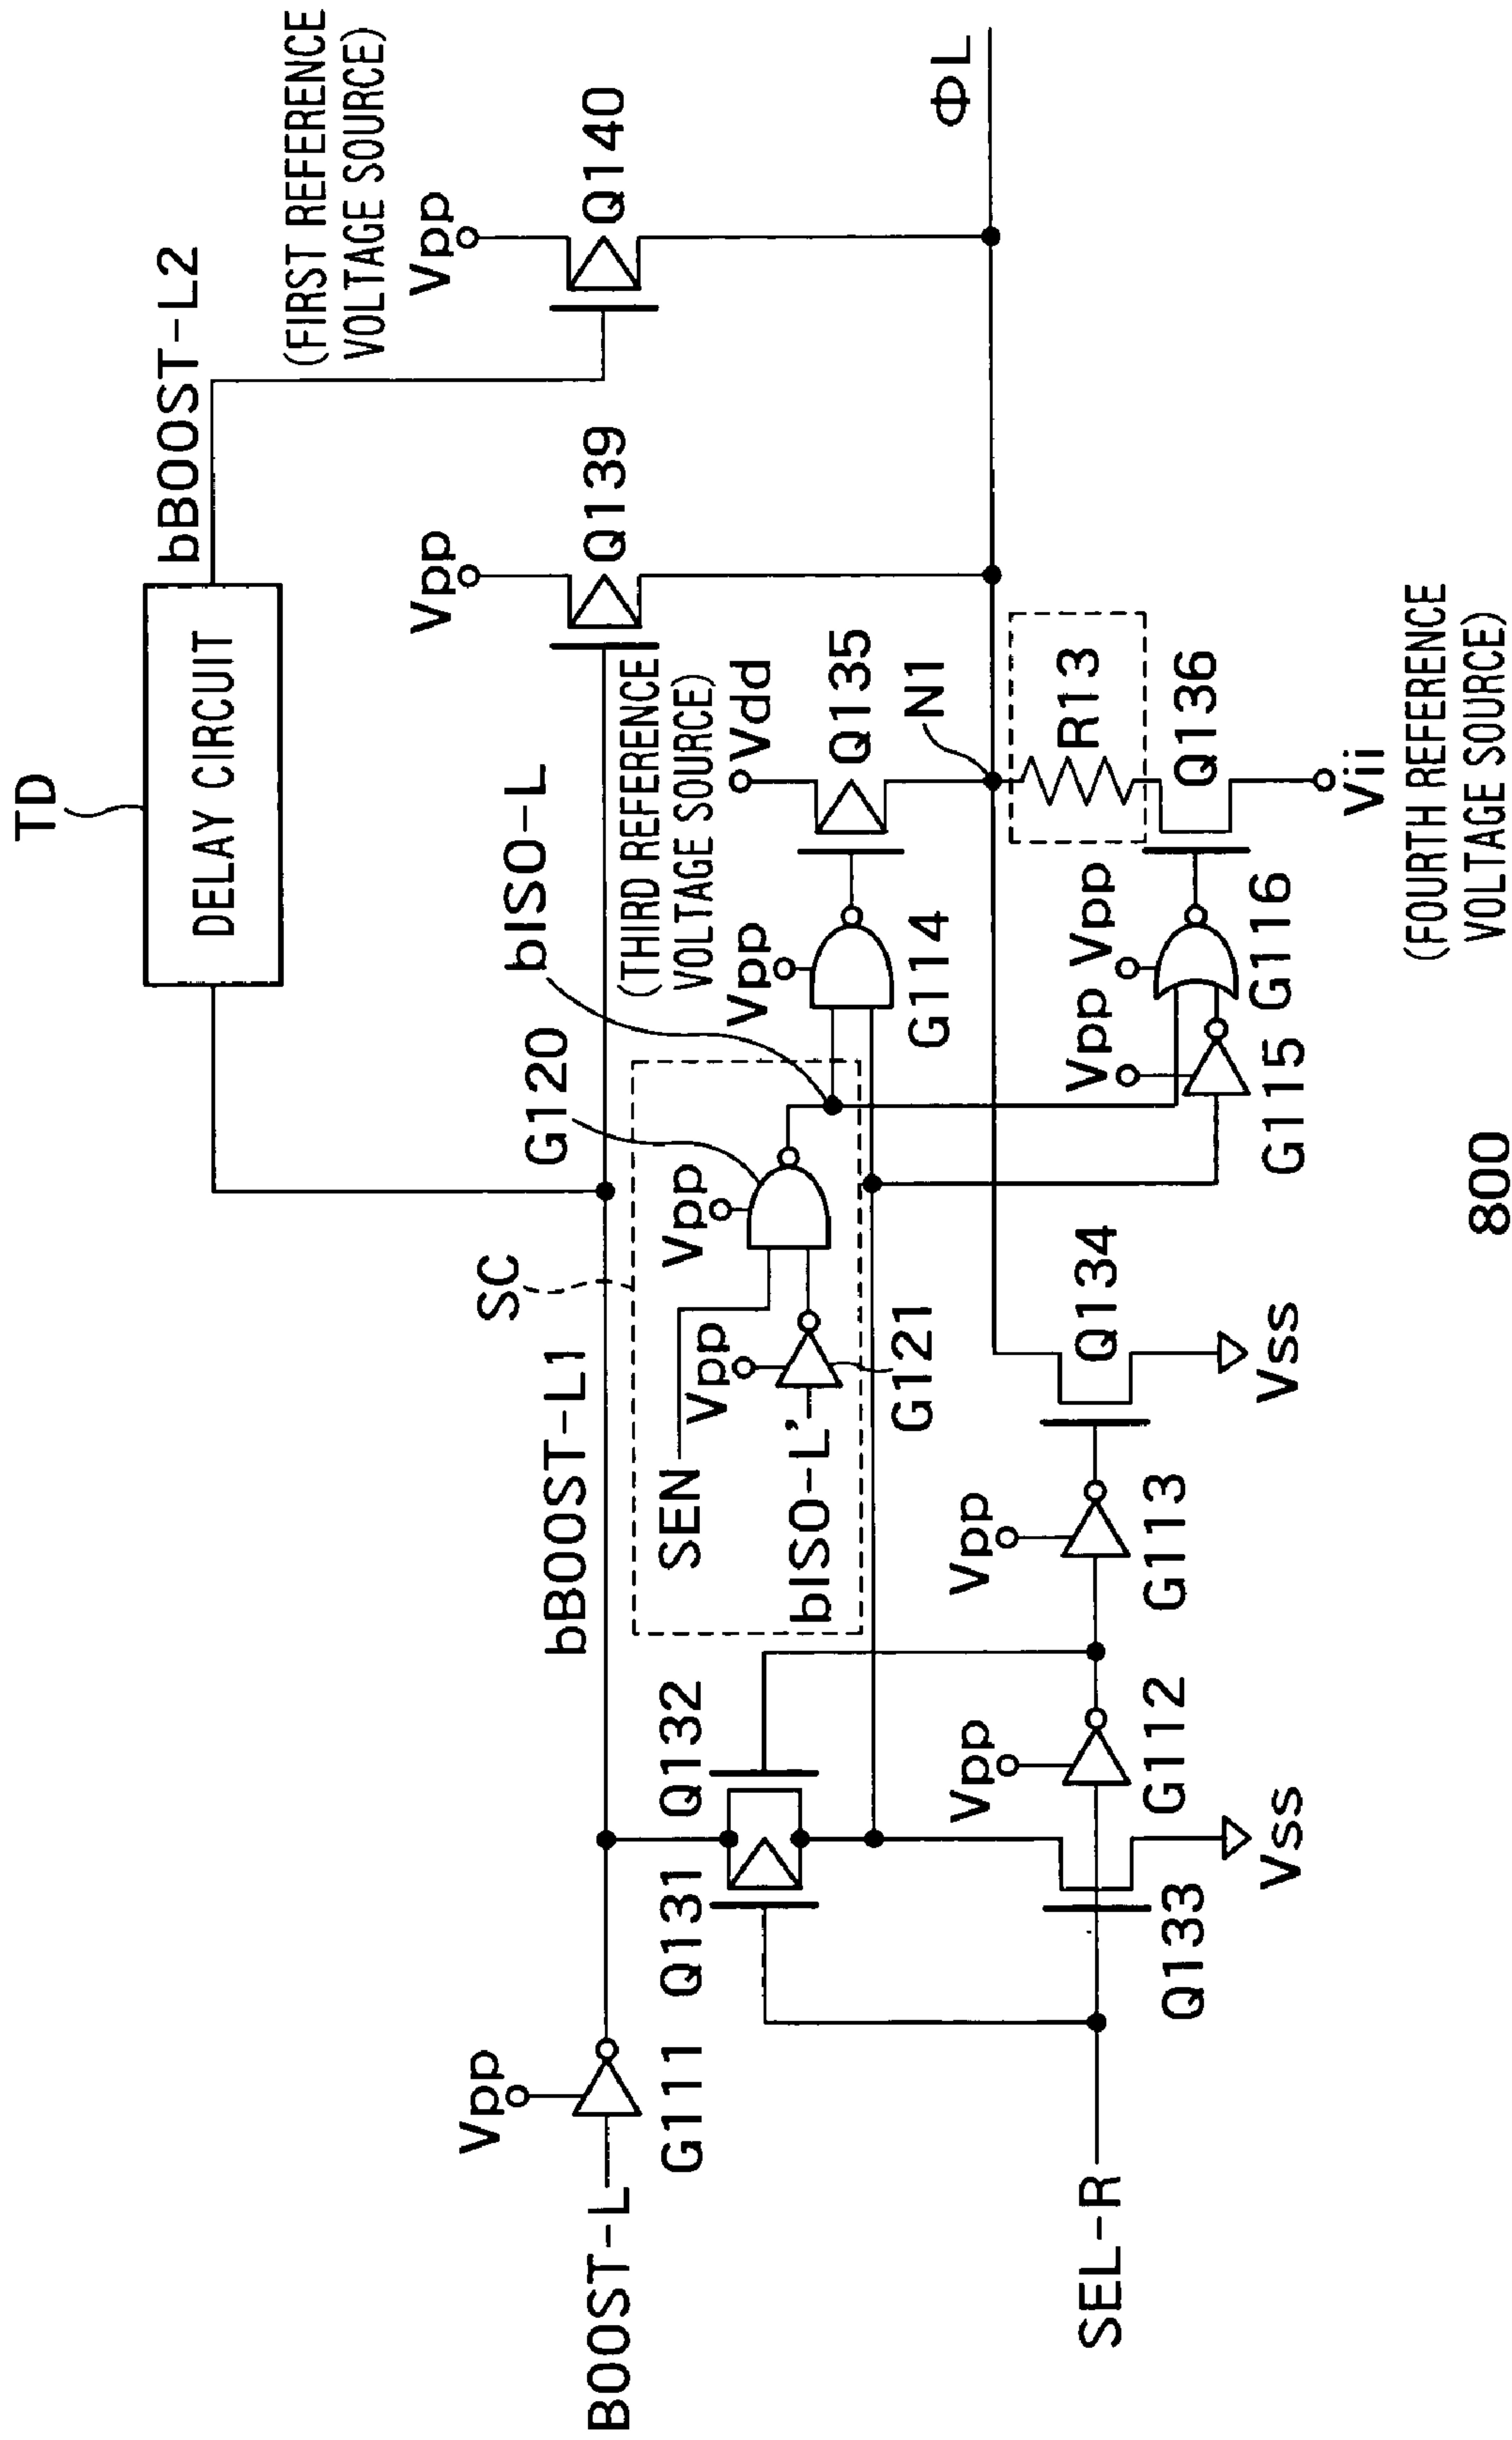 TD
DELAY CIRCUIT
bBOOST-L2
(FIRST REFERENCE
VOLTAGE SOURCE)
Vpp
Q140
ΦL
Vpp
Q139
bISO-L
(THIRD REFERENCE
VOLTAGE SOURCE)
Vdd
Q135
N1
R13
Q136
Vii
(FOURTH REFERENCE
VOLTAGE SOURCE)
G120
Vpp
G114
Vpp
Vpp
G116
G115
SC
Vpp
SEN
Vpp
bISO-L'
G121
bBOOST-L1
Q134
Vss
Vpp
G113
Q132
Q131
Vpp
G112
Q133
Vss
Vpp
BOOST-L
G111
SEL-R
800